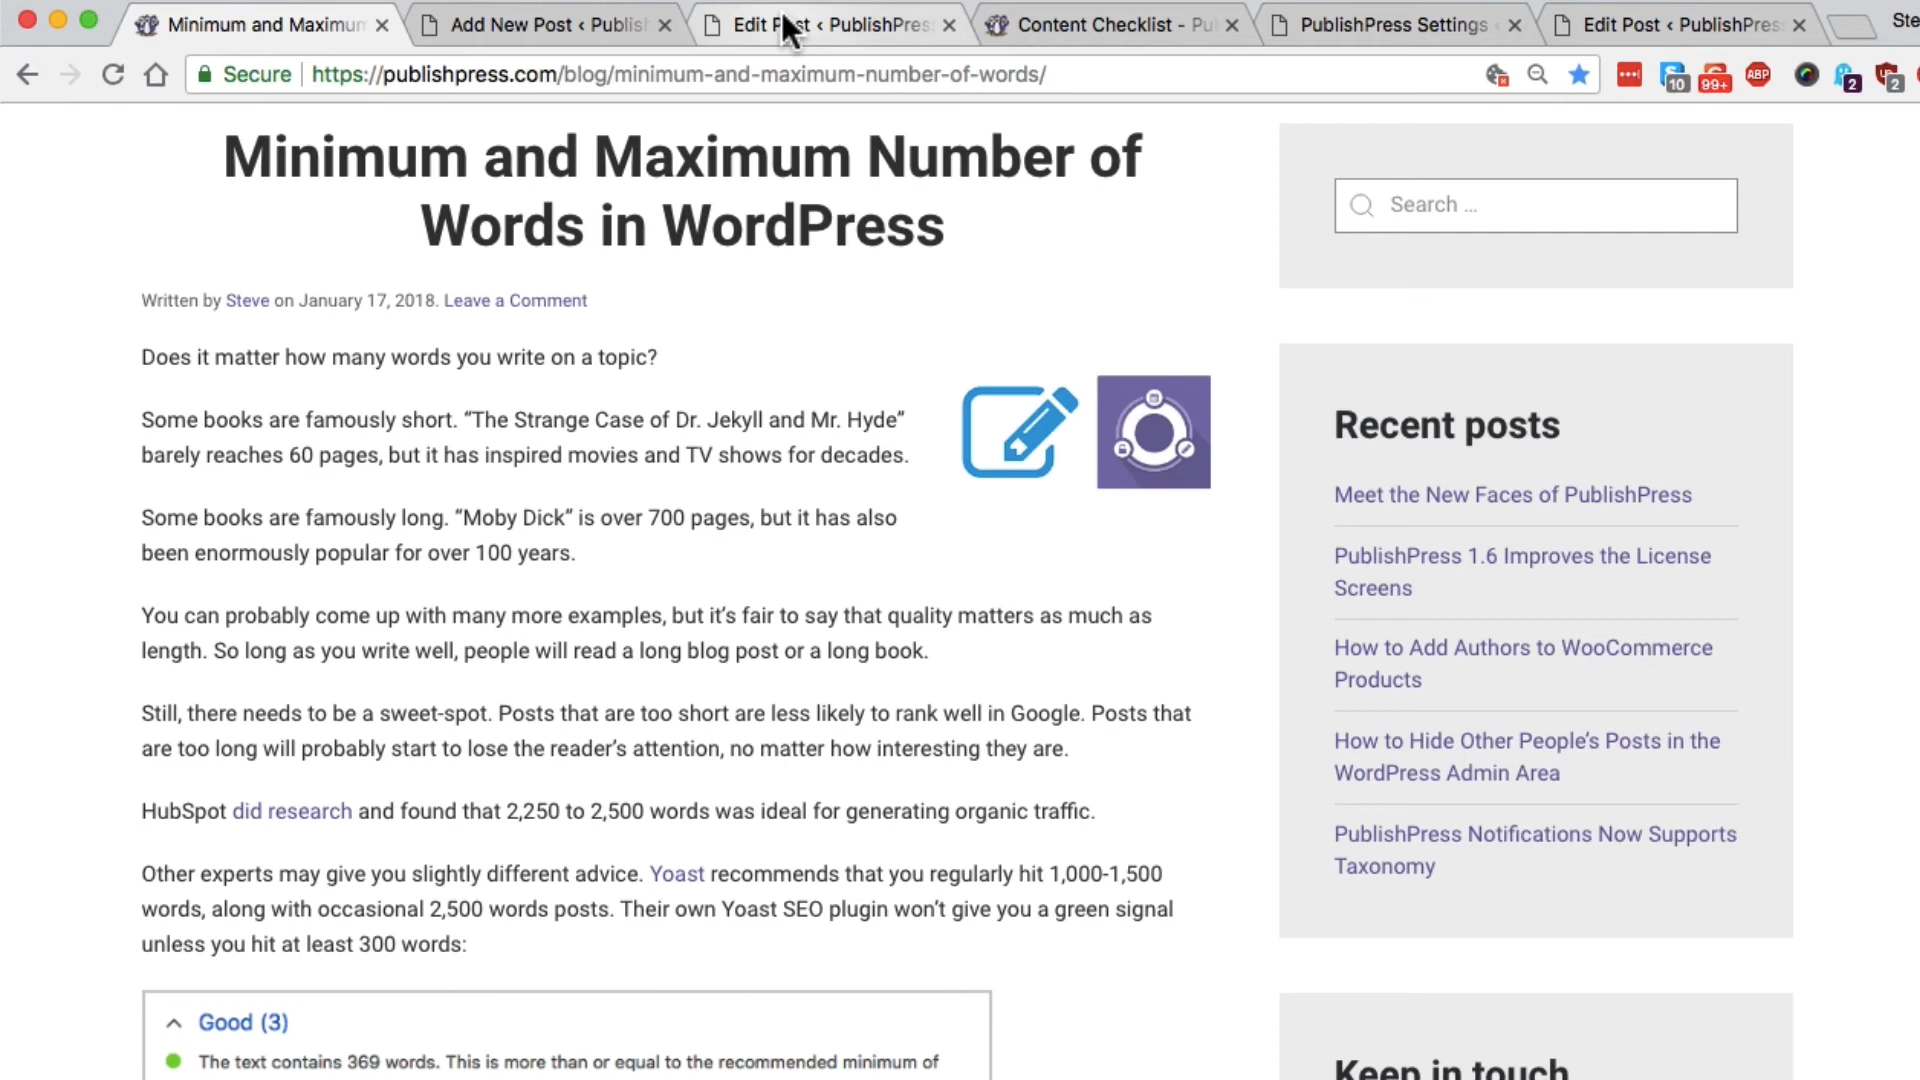 Minimum and Maximum
Add New Post ‹ Publish
Edit Post ‹ PublishPress
Content Checklist - Pu
PublishPress Settings ‹
Edit Post ‹ PublishPress
Ste
Secure
https://publishpress.com/blog/minimum-and-maximum-number-of-words/
10
99+
ABP
2
2
Minimum and Maximum Number of
Words in WordPress
Written by Steve on January 17, 2018. Leave a Comment
Does it matter how many words you write on a topic?
Some books are famously short. “The Strange Case of Dr. Jekyll and Mr. Hyde”
barely reaches 60 pages, but it has inspired movies and TV shows for decades.
Some books are famously long. “Moby Dick” is over 700 pages, but it has also
been enormously popular for over 100 years.
You can probably come up with many more examples, but it’s fair to say that quality matters as much as
length. So long as you write well, people will read a long blog post or a long book.
Still, there needs to be a sweet-spot. Posts that are too short are less likely to rank well in Google. Posts that
are too long will probably start to lose the reader’s attention, no matter how interesting they are.
HubSpot did research and found that 2,250 to 2,500 words was ideal for generating organic traffic.
Other experts may give you slightly different advice. Yoast recommends that you regularly hit 1,000-1,500
words, along with occasional 2,500 words posts. Their own Yoast SEO plugin won’t give you a green signal
unless you hit at least 300 words:
Good (3)
The text contains 369 words. This is more than or equal to the recommended minimum of
Search …
Recent posts
Meet the New Faces of PublishPress
PublishPress 1.6 Improves the License
Screens
How to Add Authors to WooCommerce
Products
How to Hide Other People’s Posts in the
WordPress Admin Area
PublishPress Notifications Now Supports
Taxonomy
Keep in touch